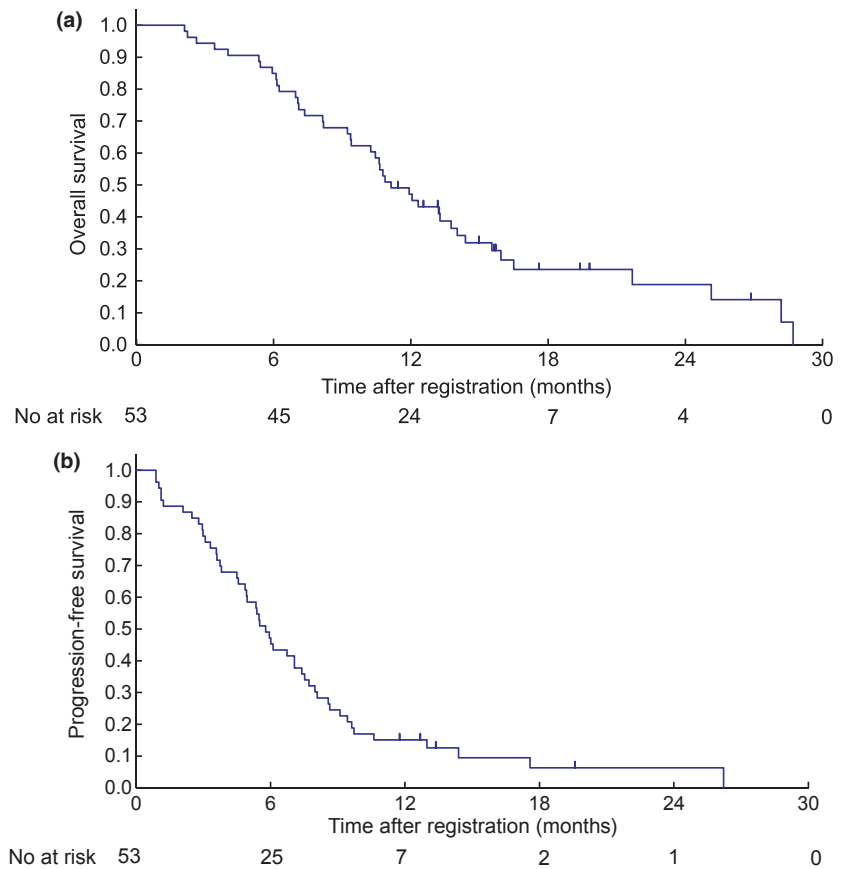 (a)
Overall survival
1.0
0.9
0.8
0.7
0.6
0.5
0.4
0.3
0.2
0.1
0.0
0 6 12 18 24 30
Time after registration (months)
No at risk 53 45 24 7 4 0
(b)
Progression-free survival
1.0
0.9
0.8
0.7
0.6
0.5
0.4
0.3
0.2
0.1
0.0
0 6 12 18 24 30
Time after registration (months)
No at risk 53 25 7 2 1 0